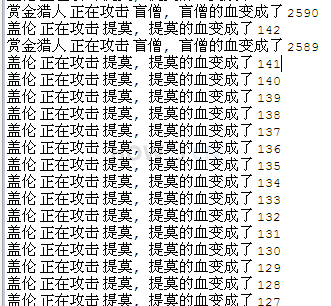 赏金猎人 正在攻击 盲僧, 盲僧的血变成了 2590
盖伦 正在攻击 提莫, 提莫的血变成了 142
赏金猎人 正在攻击 盲僧, 盲僧的血变成了 2589
盖伦 正在攻击 提莫, 提莫的血变成了 141
盖伦 正在攻击 提莫, 提莫的血变成了 140
盖伦 正在攻击 提莫, 提莫的血变成了 139
盖伦 正在攻击 提莫, 提莫的血变成了 138
盖伦 正在攻击 提莫, 提莫的血变成了 137
盖伦 正在攻击 提莫, 提莫的血变成了 136
盖伦 正在攻击 提莫, 提莫的血变成了 135
盖伦 正在攻击 提莫, 提莫的血变成了 134
盖伦 正在攻击 提莫, 提莫的血变成了 133
盖伦 正在攻击 提莫, 提莫的血变成了 132
盖伦 正在攻击 提莫, 提莫的血变成了 131
盖伦 正在攻击 提莫, 提莫的血变成了 130
盖伦 正在攻击 提莫, 提莫的血变成了 129
盖伦 正在攻击 提莫, 提莫的血变成了 128
盖伦 正在攻击 提莫, 提莫的血变成了 127